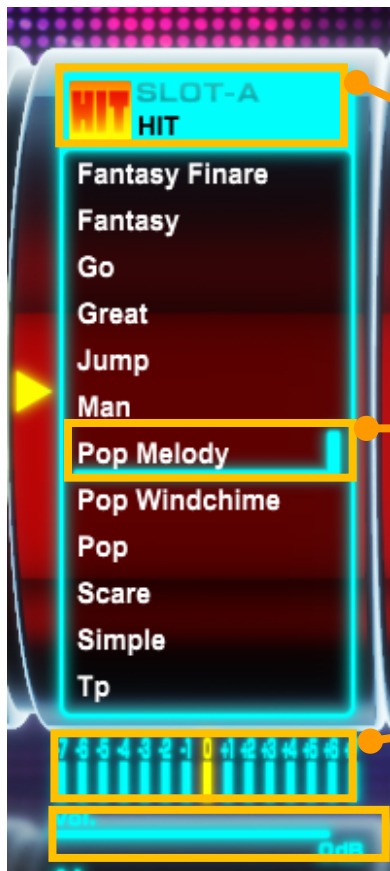 HIT SLOT-A
HIT
Fantasy Finare
Fantasy
Go
Great
Jump
Man
Pop Melody
Pop Windchime
Pop
Scare
Simple
Tp
7 -6 -5 -4 -3 -2 -1 0 +1 +2 +3 +4 +5 +6
Vol.
0dB